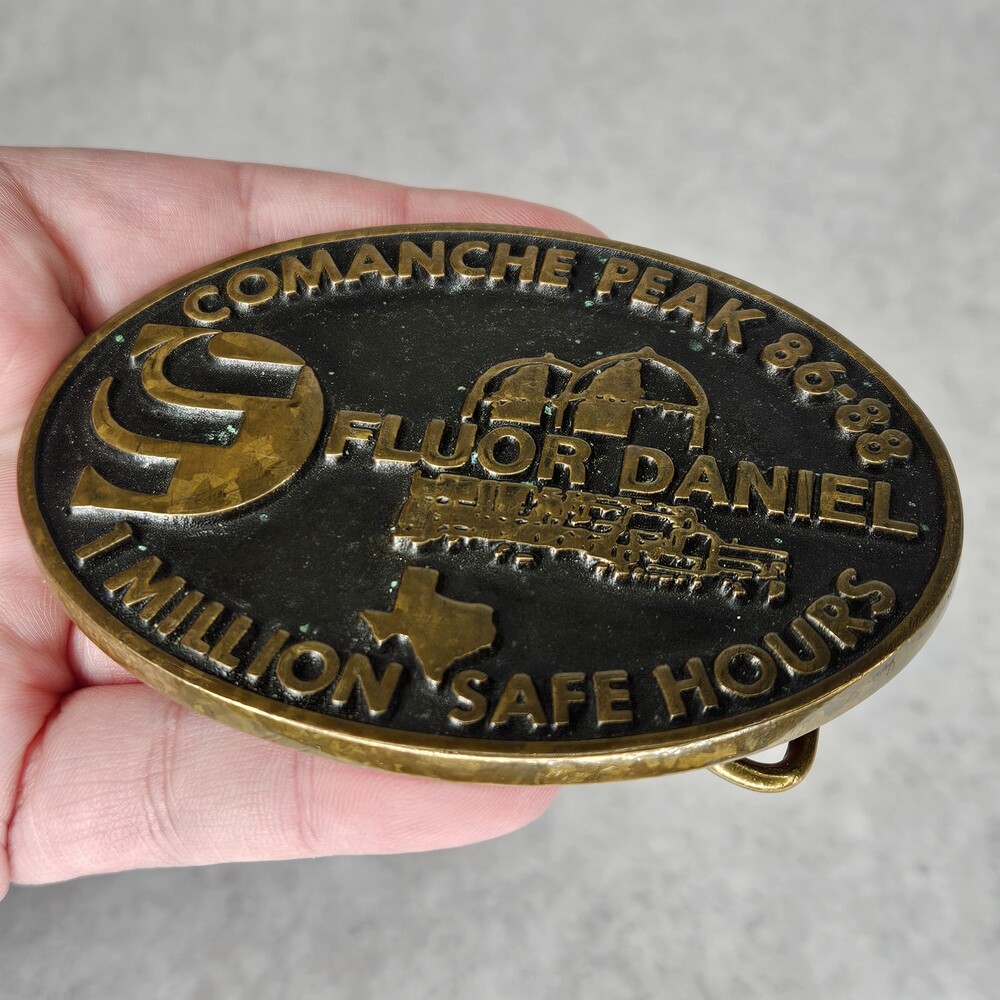 COMANCHE PEAK 86-88
FLUOR DANIEL
1 MILLION SAFE HOURS